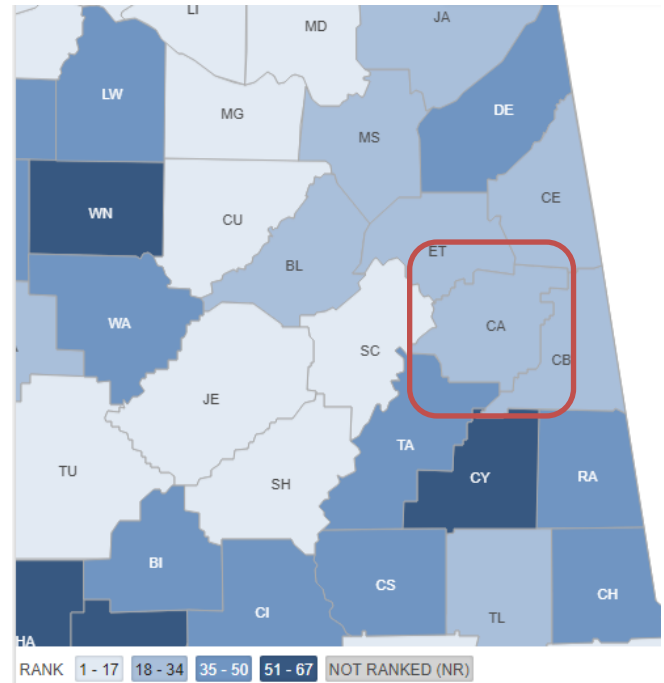 LI
MD
JA
LW
MG
MS
DE
WN
CU
CE
ET
BL
WA
CA
SC
CB
JE
TA
TU
SH
CY
RA
BI
CS
CH
CI
TL
HA
RANK 1 - 17 18 - 34 35 - 50 51 - 67 NOT RANKED (NR)